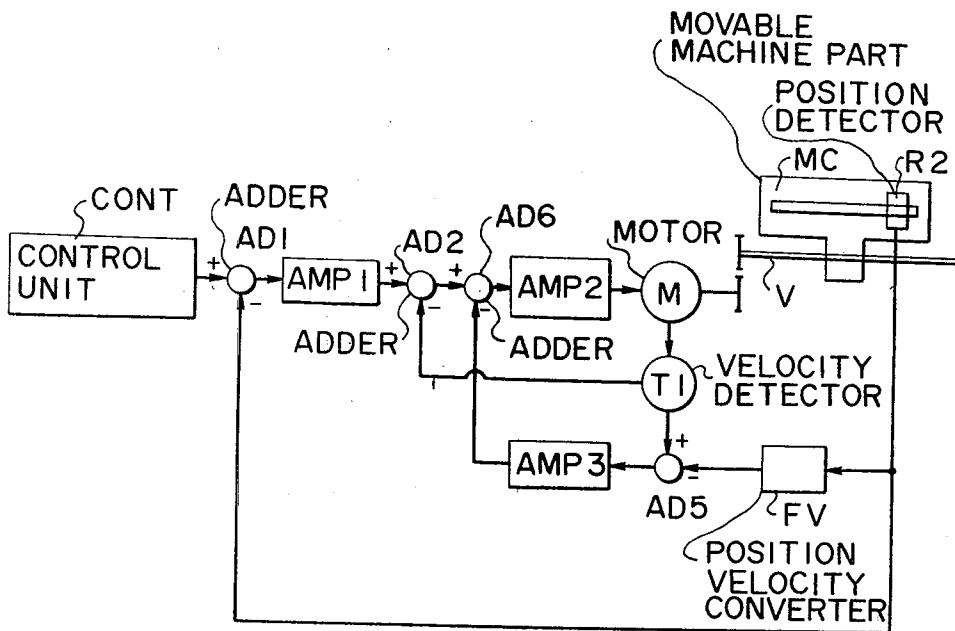 MOVABLE
MACHINE PART
POSITION
DETECTOR
MC
R2
CONT
ADDER
AD1
CONTROL
UNIT
+
-
AMP1
+
AD2
-
ADDER
+
AD6
-
ADDER
AMP2
MOTOR
M
V
T1
VELOCITY
DETECTOR
+
-
AD5
AMP3
FV
POSITION
VELOCITY
CONVERTER